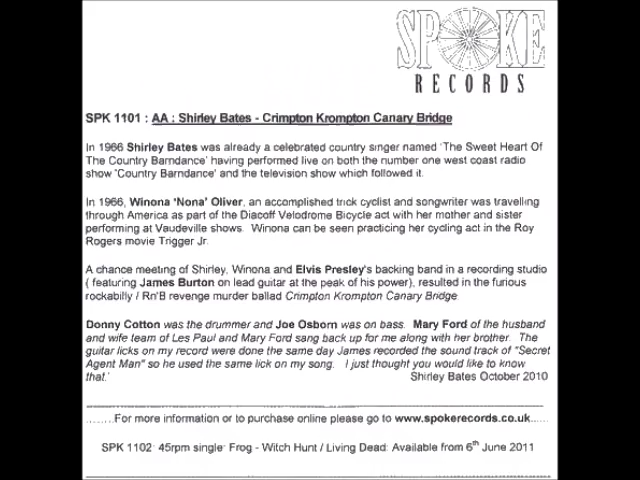 SPOKE
RECORDS
SPK 1101 : AA : Shirley Bates - Crimpton Krompton Canary Bridge
In 1966 Shirley Bates was already a celebrated country singer named 'The Sweet Heart Of
The Country Barndance' having performed live on both the number one west coast radio
show 'Country Barndance' and the television show which followed it.
In 1966, Winona 'Nona' Oliver, an accomplished trick cyclist and songwriter was travelling
through America as part of the Diacoff Velodrome Bicycle act with her mother and sister
performing at Vaudeville shows. Winona can be seen practicing her cycling act in the Roy
Rogers movie Trigger Jr.
A chance meeting of Shirley, Winona and Elvis Presley's backing band in a recording studio
( featuring James Burton on lead guitar at the peak of his power), resulted in the furious
rockabilly / Rn'B revenge murder ballad Crimpton Krompton Canary Bridge
Donny Cotton was the drummer and Joe Osborn was on bass. Mary Ford of the husband
and wife team of Les Paul and Mary Ford sang back up for me along with her brother. The
guitar licks on my record were done the same day James recorded the sound track of "Secret
Agent Man" so he used the same lick on my song. I just thought you would like to know
that.' Shirley Bates October 2010
........For more information or to purchase online please go to www.spokerecords.co.uk......
SPK 1102: 45rpm single: Frog - Witch Hunt / Living Dead: Available from 6th June 2011